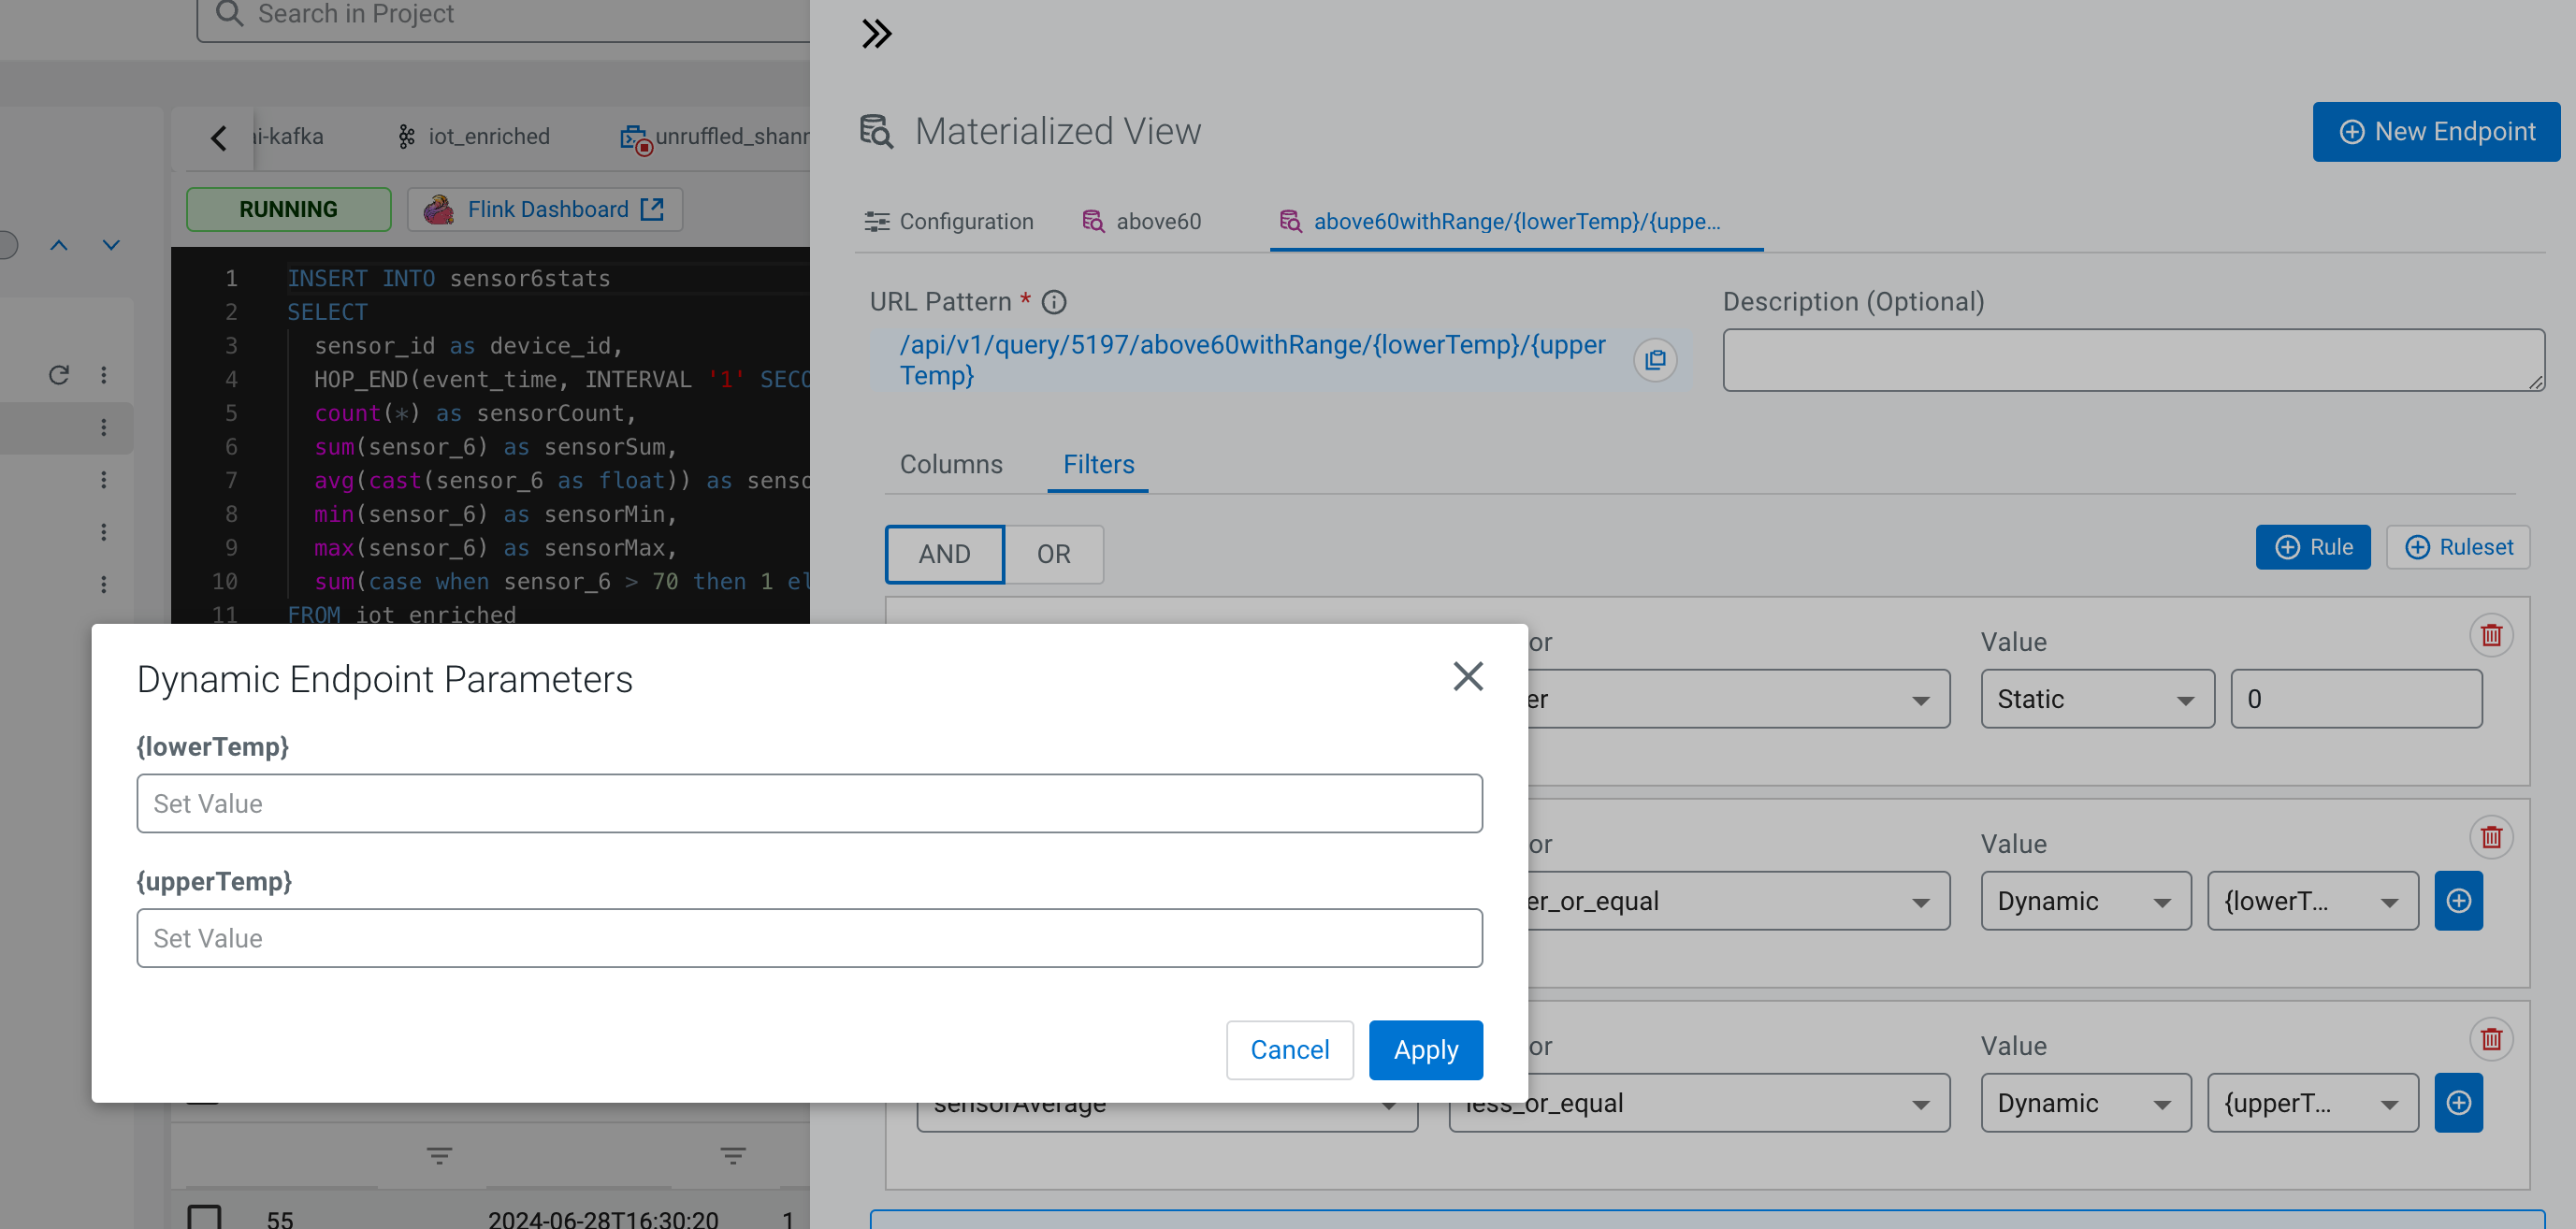 Search in Project
ni-kafka
iot_enriched
unruffled_shann
RUNNING
Flink Dashboard
1 INSERT INTO sensor6stats
2 SELECT
3 sensor_id as device_id,
4 HOP_END(event_time, INTERVAL '1' SECO
5 count(*) as sensorCount,
6 sum(sensor_6) as sensorSum,
7 avg(cast(sensor_6 as float)) as senso
8 min(sensor_6) as sensorMin,
9 max(sensor_6) as sensorMax,
10 sum(case when sensor_6 > 70 then 1 el
11 FROM iot_enriched
Materialized View
New Endpoint
Configuration
above60
above60withRange/{lowerTemp}/{uppe...
URL Pattern *
/api/v1/query/5197/above60withRange/{lowerTemp}/{upper
Temp}
Description (Optional)
Columns
Filters
AND
OR
Rule
Ruleset
or
Value
er
Static
0
or
Value
er_or_equal
Dynamic
{lowerT...
or
Value
sensorAverage
less_or_equal
Dynamic
{upperT...
Dynamic Endpoint Parameters
{lowerTemp}
Set Value
{upperTemp}
Set Value
Cancel
Apply
55
2024-06-28T16:30:20
1